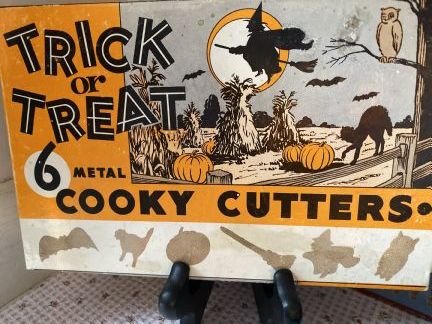 TRICK
or
TREAT
6 METAL
COOKY CUTTERS